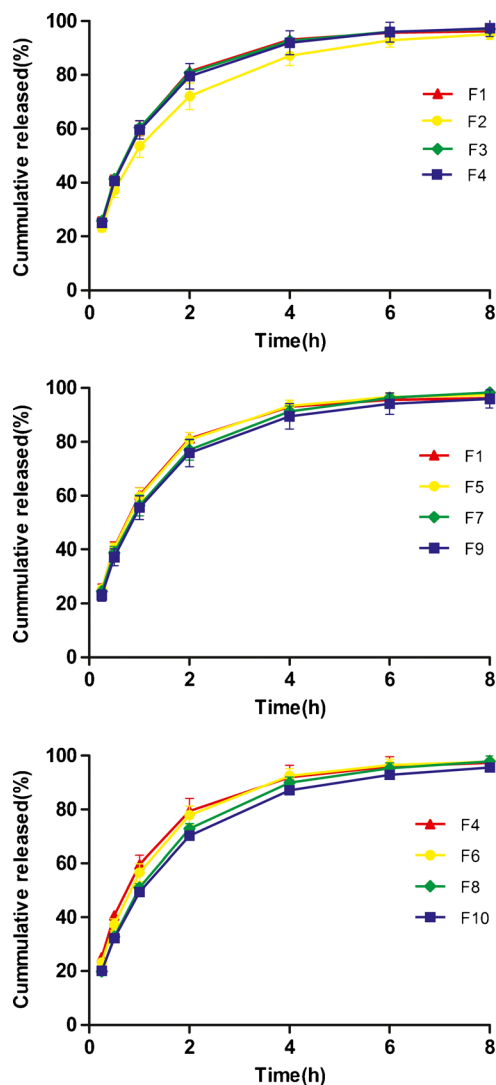 Cummulative released(%)
100
80
60
40
20
0
0 2 4 6 8
Time(h)
F1
F2
F3
F4
Cummulative released(%)
100
80
60
40
20
0
0 2 4 6 8
Time(h)
F1
F5
F7
F9
Cummulative released(%)
100
80
60
40
20
0
0 2 4 6 8
Time(h)
F4
F6
F8
F10